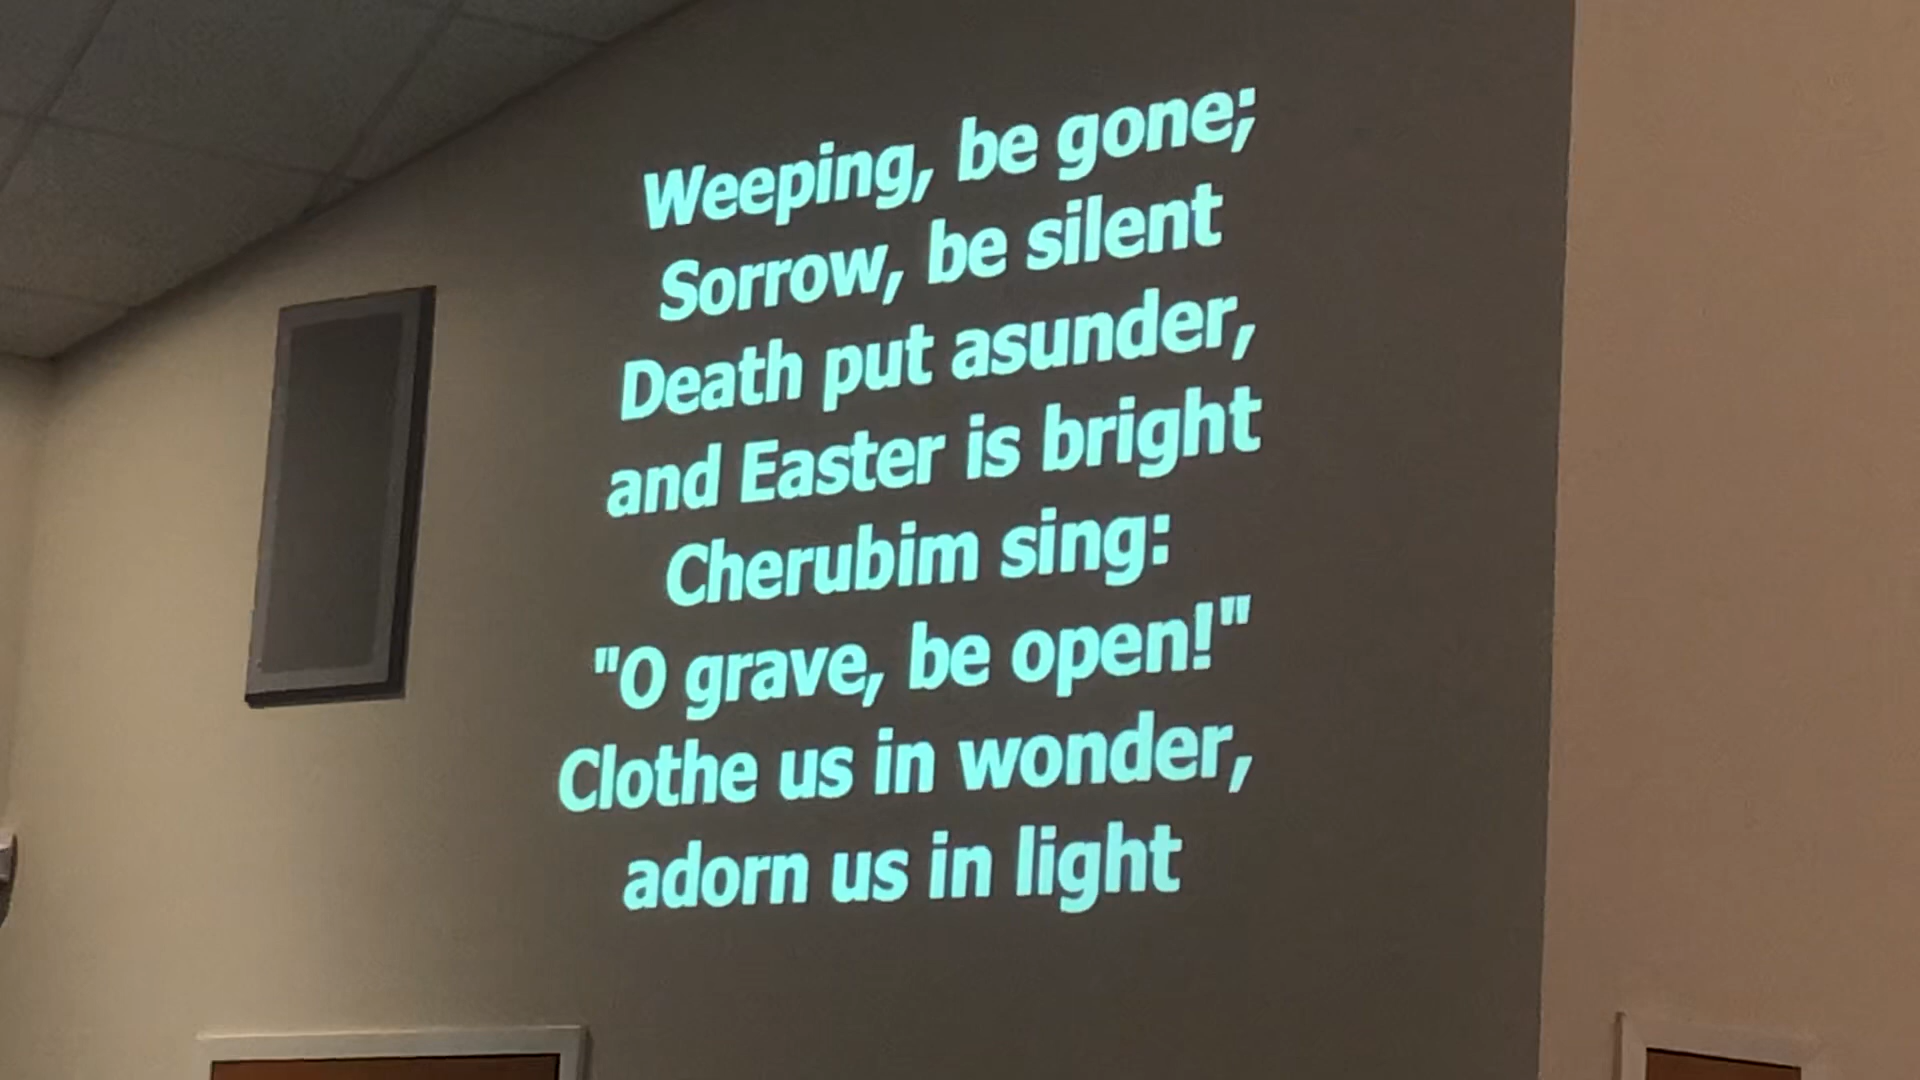 Weeping, be gone;
Sorrow, be silent
Death put asunder,
and Easter is bright
Cherubim sing:
"O grave, be open!"
Clothe us in wonder,
adorn us in light